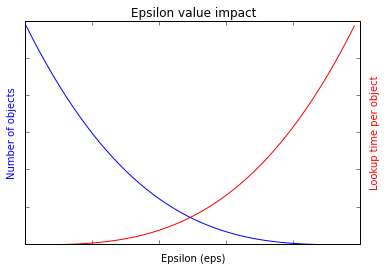 Epsilon value impact
Number of objects
Lookup time per object
Epsilon (eps)